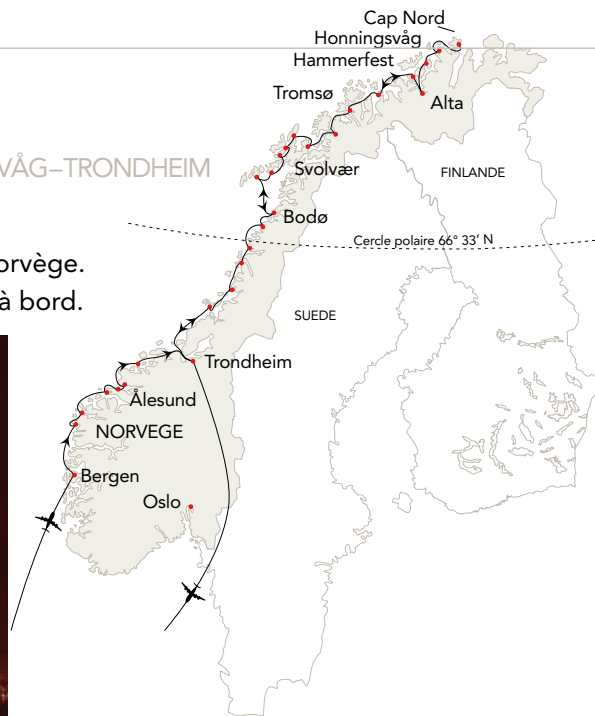 Cap Nord
Honningsvåg
Hammerfest
Tromsø
Alta
VÅG–TRONDHEIM
Svolvær
FINLANDE
Bodø
Cercle polaire 66° 33’ N
orvège.
à bord.
SUEDE
Trondheim
Ålesund
NORVEGE
Bergen
Oslo